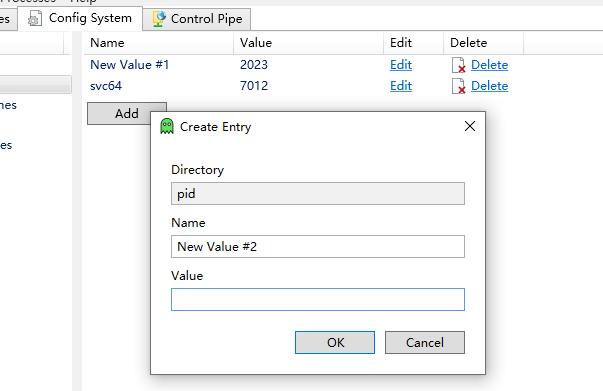 Processes Help
es Config System Control Pipe
Name Value Edit Delete
New Value #1 2023 Edit Delete
svc64 7012 Edit Delete
nes
Add
es
Create Entry
Directory
pid
Name
New Value #2
Value
OK Cancel